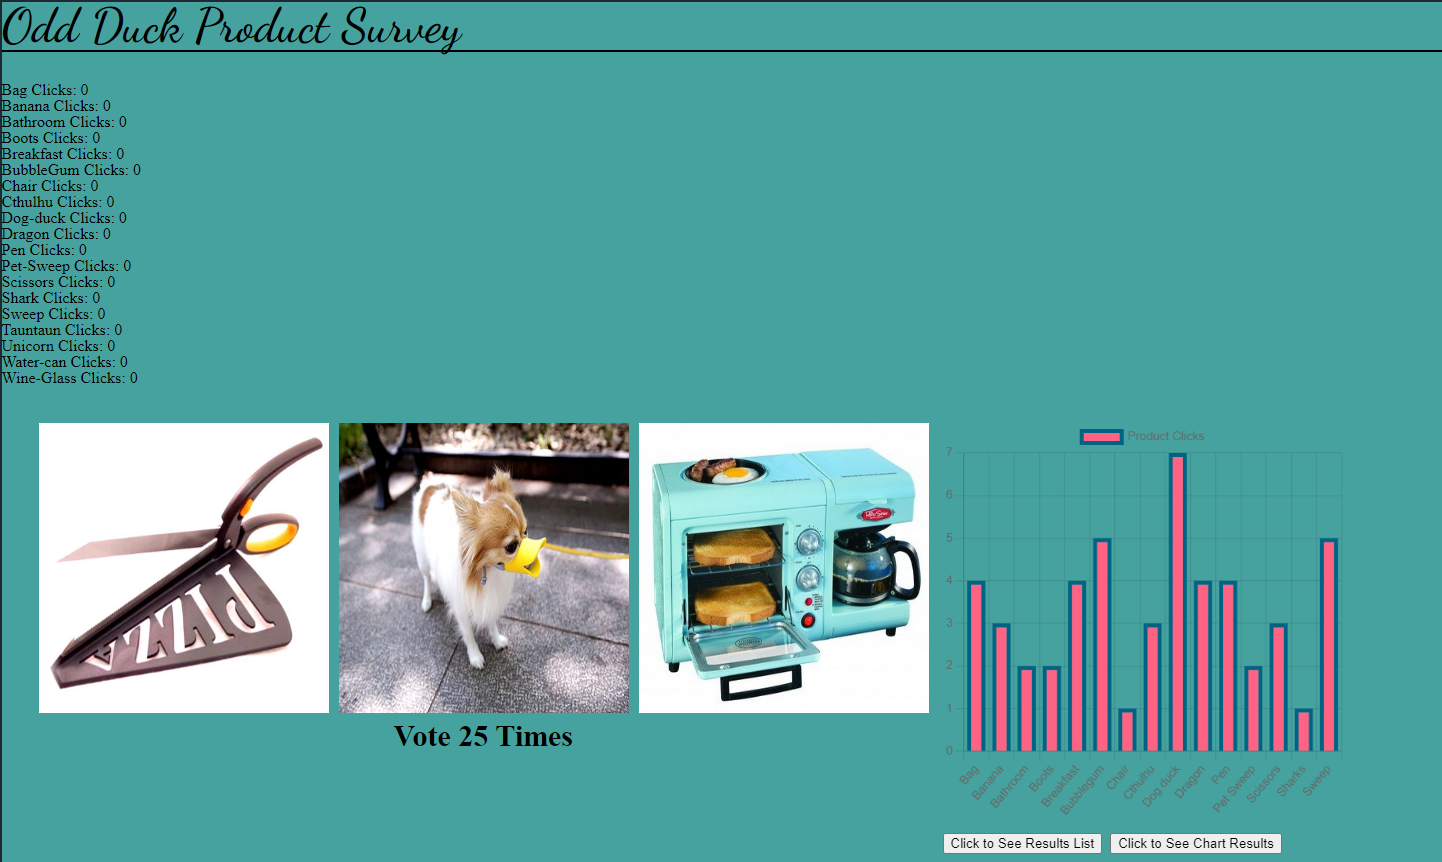 Odd Duck Product Survey
Bag Clicks: 0
Banana Clicks: 0
Bathroom Clicks: 0
Boots Clicks: 0
Breakfast Clicks: 0
BubbleGum Clicks: 0
Chair Clicks: 0
Cthulhu Clicks: 0
Dog-duck Clicks: 0
Dragon Clicks: 0
Pen Clicks: 0
Pet-Sweep Clicks: 0
Scissors Clicks: 0
Shark Clicks: 0
Sweep Clicks: 0
Tauntaun Clicks: 0
Unicorn Clicks: 0
Water-can Clicks: 0
Wine-Glass Clicks: 0
PIZZA
Vote 25 Times
Product Clicks
7
6
5
4
3
2
1
0
Bag
Banana
Bathroom
Boots
Breakfast
Bubblegum
Chair
Cthulhu
Dog duck
Dragon
Pen
Pet Sweep
Scissors
Sharks
Sweep
Click to See Results List
Click to See Chart Results